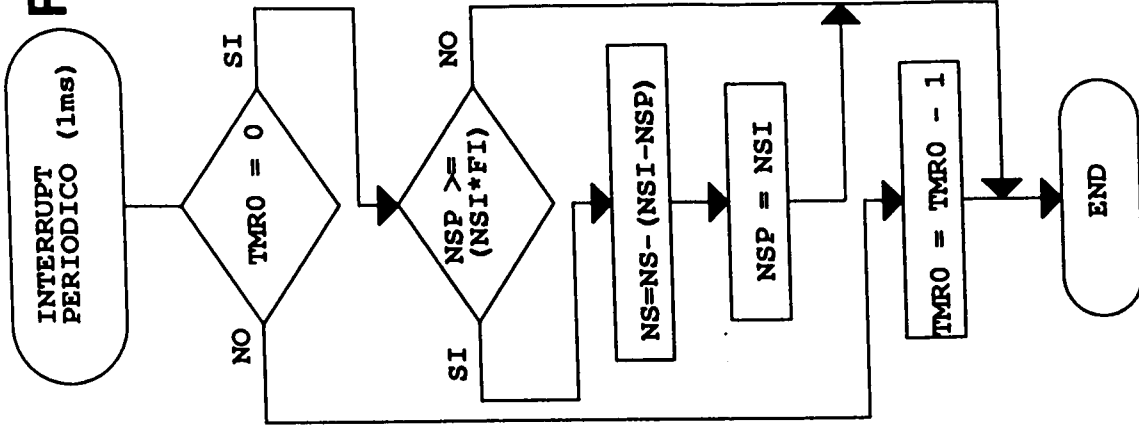 INTERRUPT
PERIODICO (1ms)
TMR0 = 0
SI
NO
NSP >=
(NSI*FI)
NO
SI
NS=NS-(NSI-NSP)
NSP = NSI
TMR0 = TMR0 - 1
END